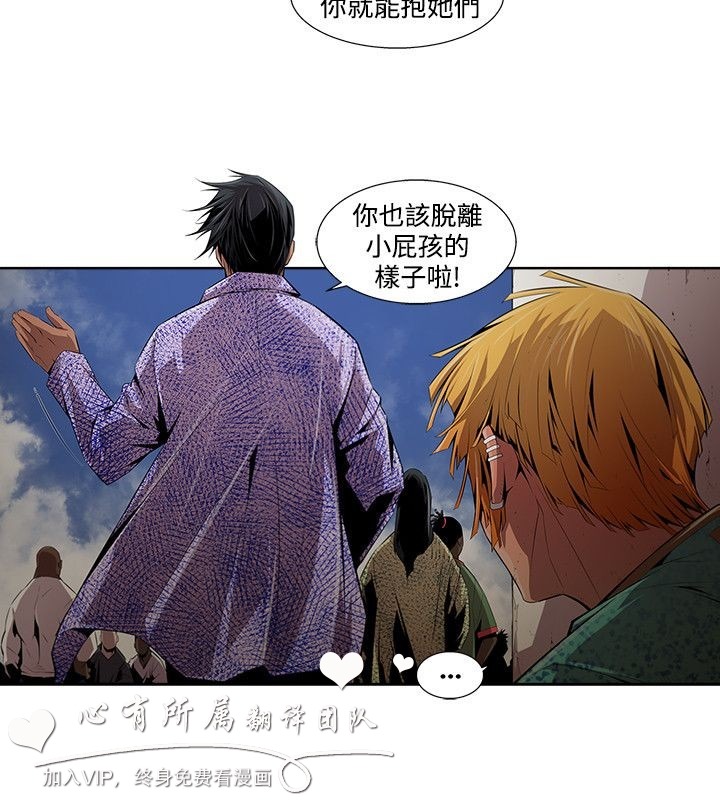 你就能抱她們
你也該脫離
小屁孩的
樣子啦!
...
心有所属翻译团队
加入VIP，终身免费看漫画